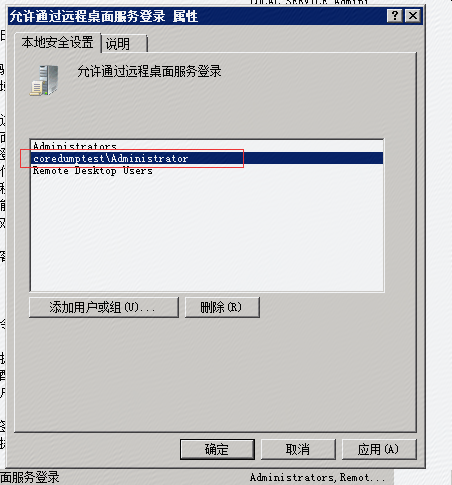 LOCAL SERVICE Admini
允许通过远程桌面服务登录 属性
本地安全设置
说明
允许通过远程桌面服务登录
Administrators
coredumptest\Administrator
Remote Desktop Users
添加用户或组(U)...
删除(R)
确定
取消
应用(A)
面服务登录
Administrators,Remot...